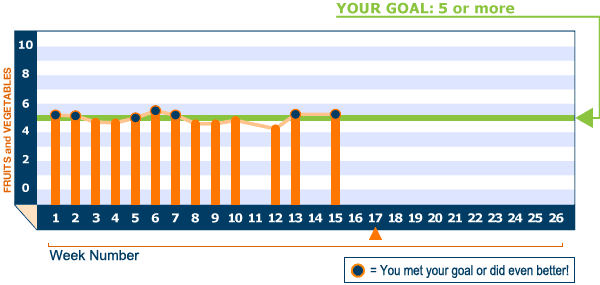 YOUR GOAL: 5 or more
FRUITS and VEGETABLES
10
8
6
4
2
0
1 2 3 4 5 6 7 8 9 10 11 12 13 14 15 16 17 18 19 20 21 22 23 24 25 26
Week Number
= You met your goal or did even better!